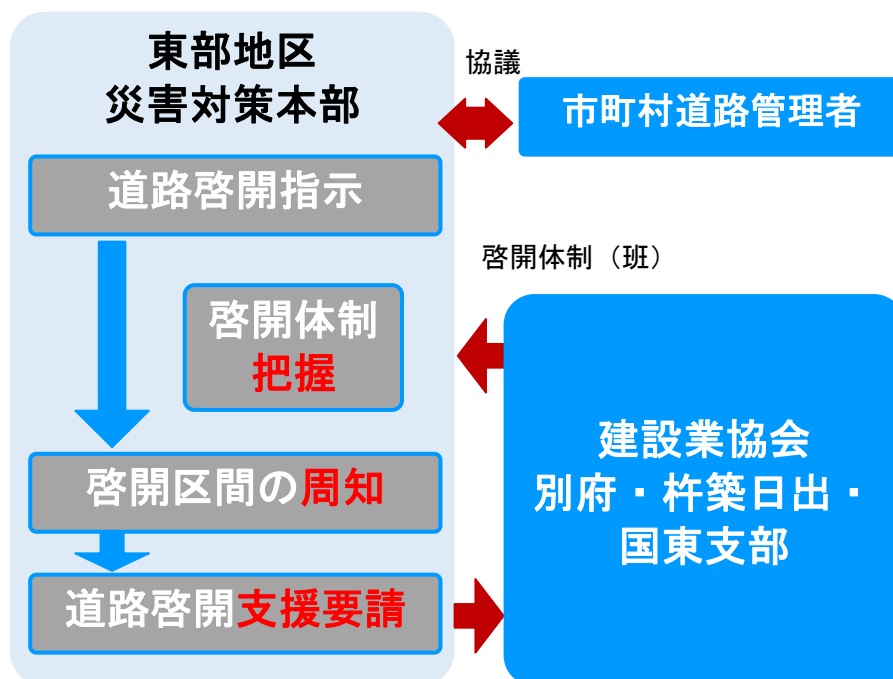 東部地区
災害対策本部
協議
市町村道路管理者
道路啓開指示
啓開体制（班）
啓開体制
把握
建設業協会
別府・杵築日出・
国東支部
啓開区間の周知
道路啓開支援要請